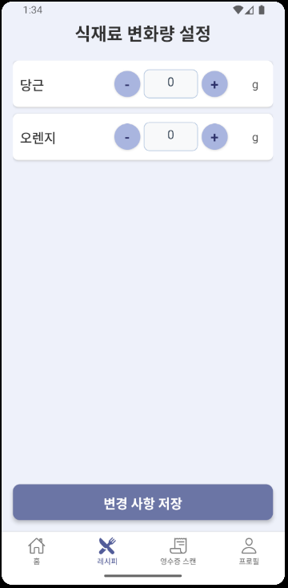 1:34
식재료 변화량 설정
당근 - 0 + g
오렌지 - 0 + g
변경 사항 저장
홈 레시피 영수증 스캔 프로필